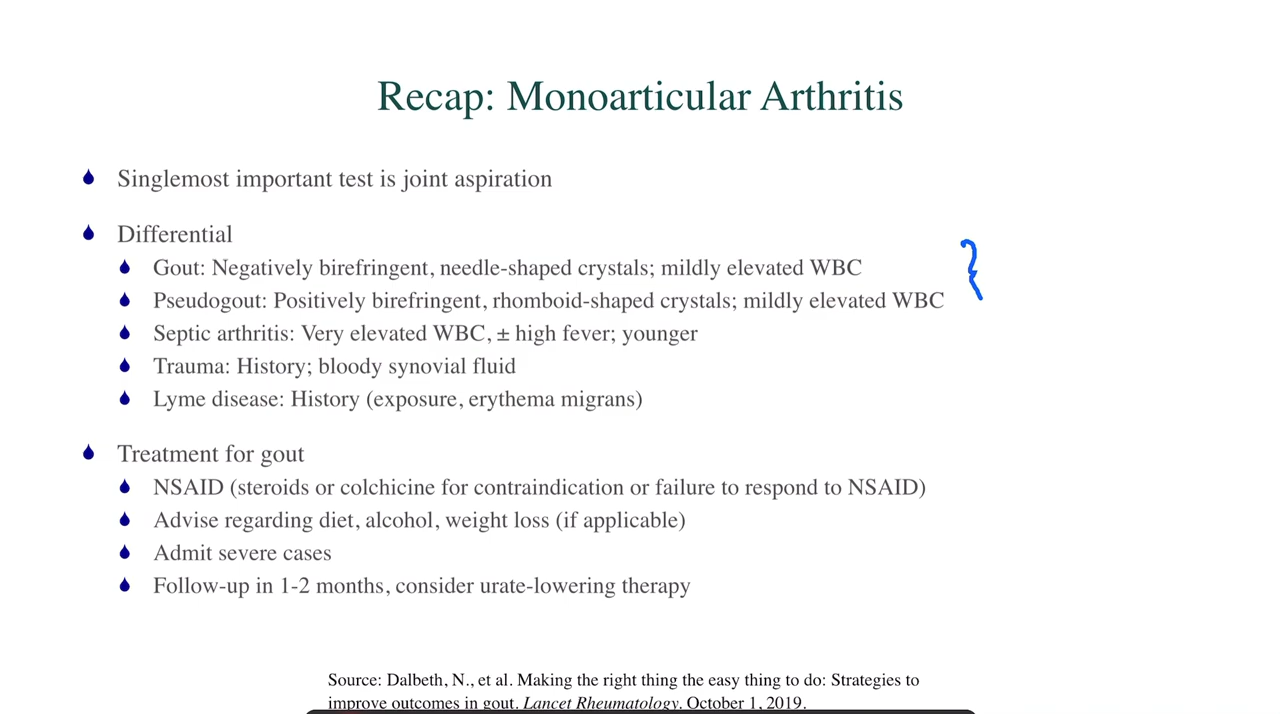 Recap: Monoarticular Arthritis
Singlemost important test is joint aspiration
Differential
Gout: Negatively birefringent, needle-shaped crystals; mildly elevated WBC
Pseudogout: Positively birefringent, rhomboid-shaped crystals; mildly elevated WBC
Septic arthritis: Very elevated WBC, ± high fever; younger
Trauma: History; bloody synovial fluid
Lyme disease: History (exposure, erythema migrans)
Treatment for gout
NSAID (steroids or colchicine for contraindication or failure to respond to NSAID)
Advise regarding diet, alcohol, weight loss (if applicable)
Admit severe cases
Follow-up in 1-2 months, consider urate-lowering therapy
Source: Dalbeth, N., et al. Making the right thing the easy thing to do: Strategies to
improve outcomes in gout. Lancet Rheumatology. October 1, 2019.